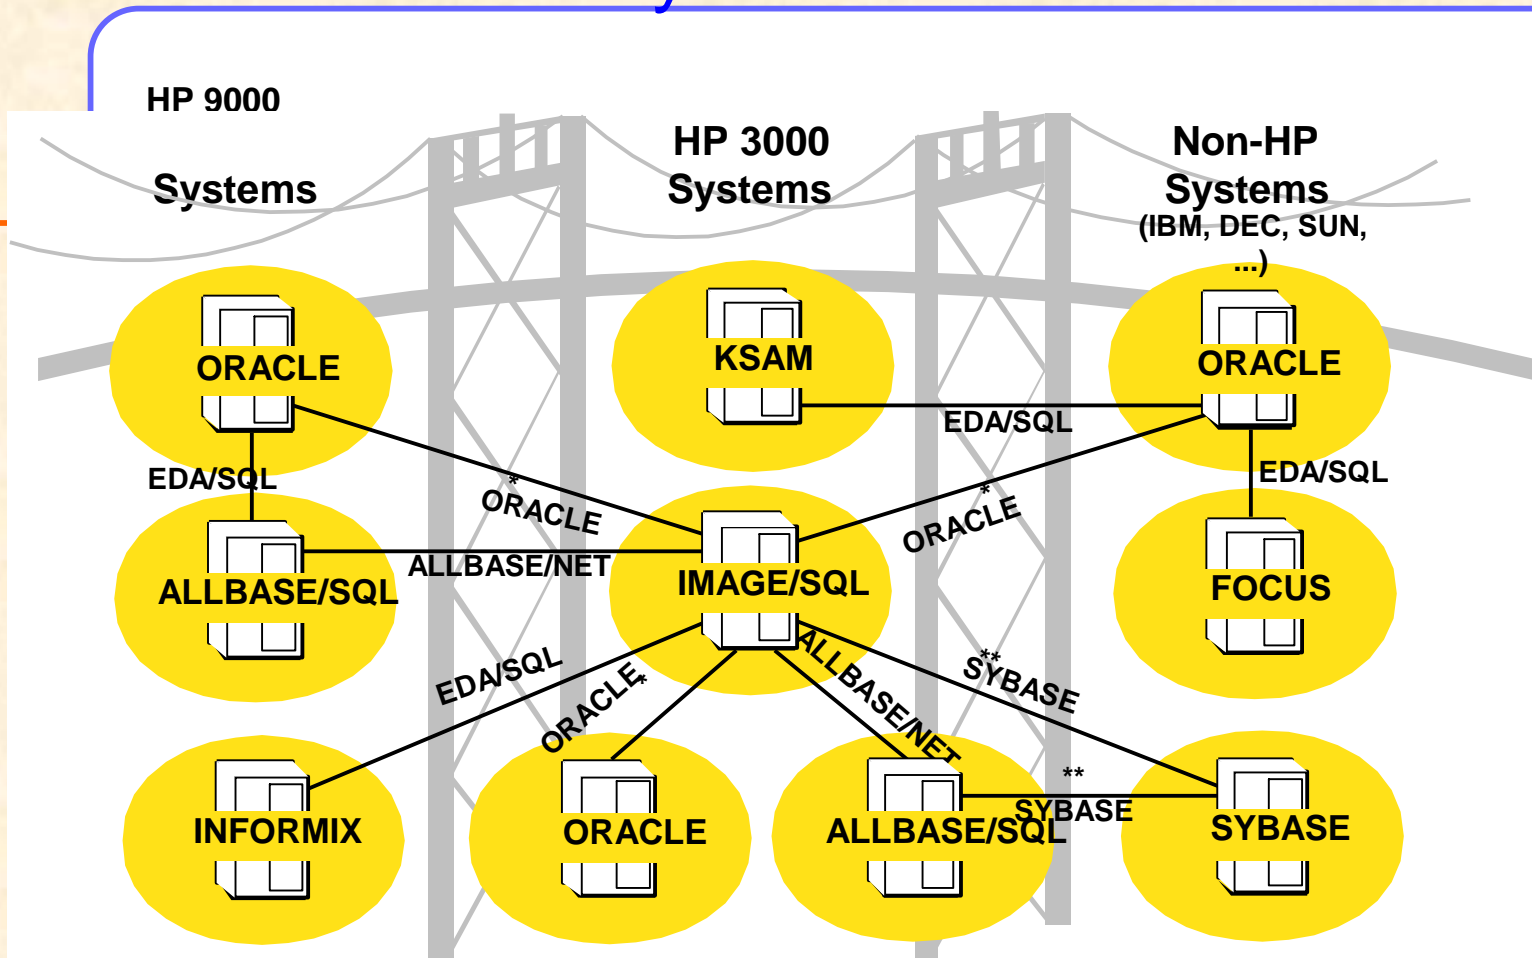 HP 9000
Systems
HP 3000
Systems
Non-HP
Systems
(IBM, DEC, SUN,
...)
ORACLE
KSAM
ORACLE
EDA/SQL
EDA/SQL
EDA/SQL
*
ORACLE
*
ORACLE
ALLBASE/NET
ALLBASE/SQL
IMAGE/SQL
FOCUS
EDA/SQL
ORACLE*
ALLBASE/NET
**
SYBASE
**
SYBASE
INFORMIX
ORACLE
ALLBASE/SQL
SYBASE